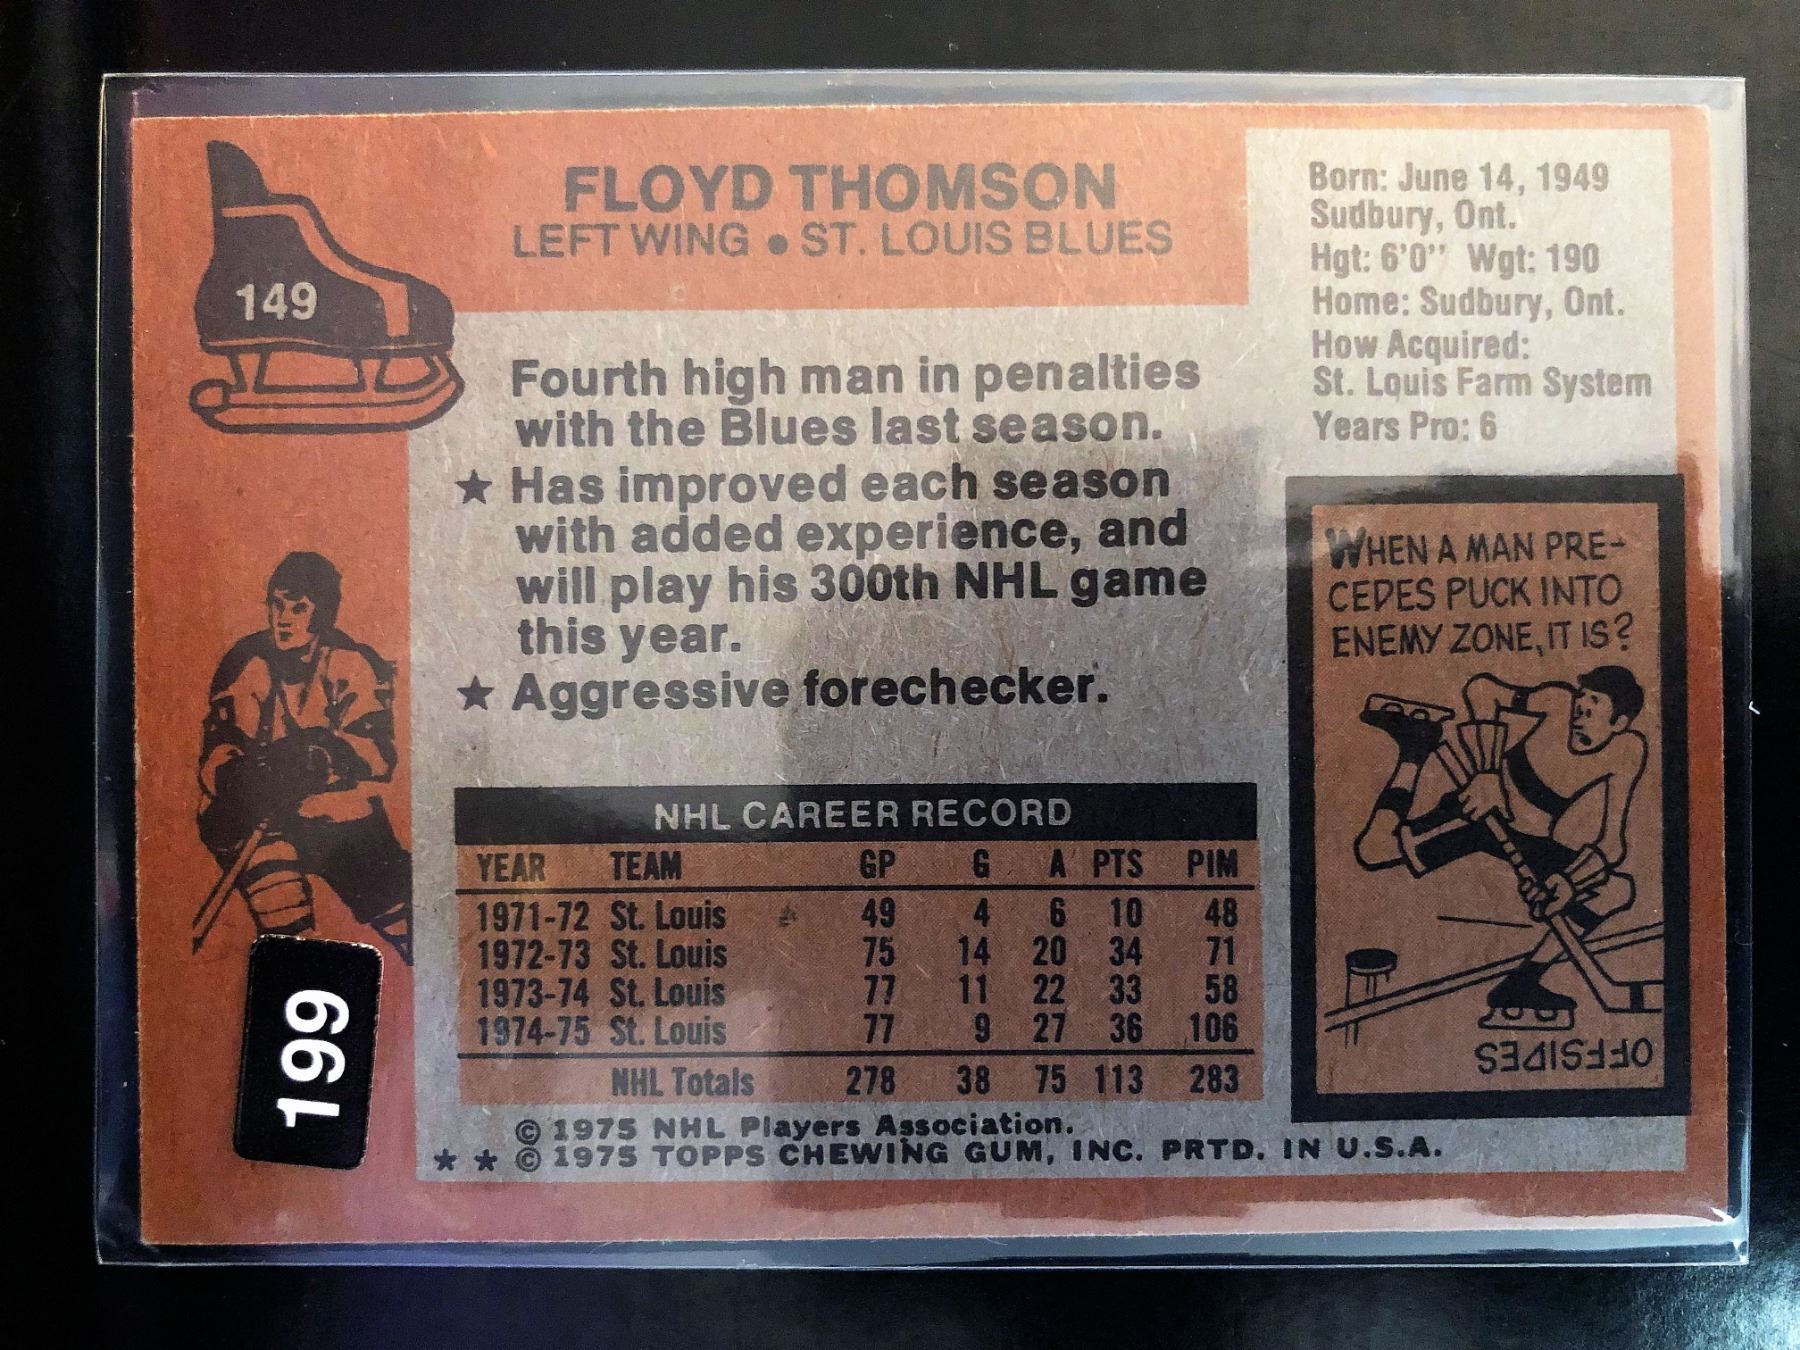 FLOYD THOMSON
LEFT WING • ST. LOUIS BLUES
149
Born: June 14, 1949
Sudbury, Ont.
Hgt: 6'0" Wgt: 190
Home: Sudbury, Ont.
How Acquired:
St. Louis Farm System
Years Pro: 6
Fourth high man in penalties
with the Blues last season.
★ Has improved each season
with added experience, and
will play his 300th NHL game
this year.
★ Aggressive forechecker.
WHEN A MAN PRE-
CEDES PUCK INTO
ENEMY ZONE, IT IS?
OFFSIDES
NHL CAREER RECORD
YEAR TEAM GP G A PTS PIM
1971-72 St. Louis 49 4 6 10 48
1972-73 St. Louis 75 14 20 34 71
1973-74 St. Louis 77 11 22 33 58
1974-75 St. Louis 77 9 27 36 106
NHL Totals 278 38 75 113 283
© 1975 NHL Players Association.
★ ★ © 1975 TOPPS CHEWING GUM, INC. PRTD. IN U.S.A.
199